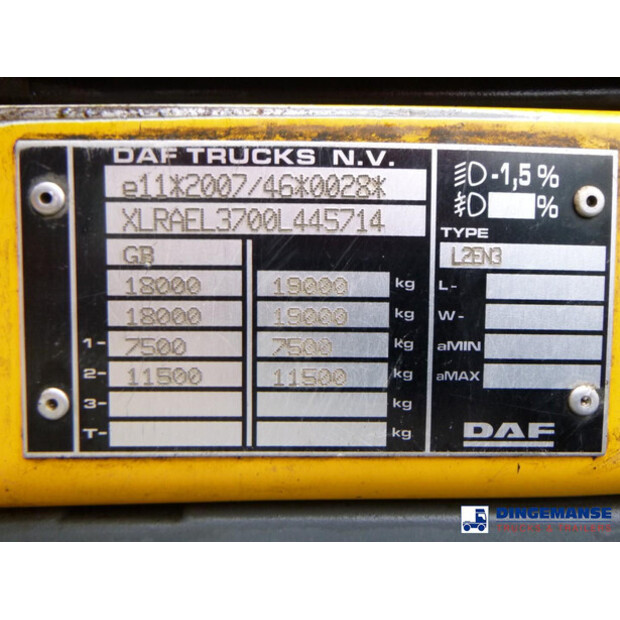 DAF TRUCKS N.V.
e11*2007/46*0028*
XLRAEL3700L445714
GB
18000 19000 kg
18000 19000 kg
1- 7500 7500 kg
2- 11500 11500 kg
3- kg
T- kg
-1,5%
%
TYPE
L2EN3
L-
W-
aMIN
aMAX
DAF
DINGEMANSE